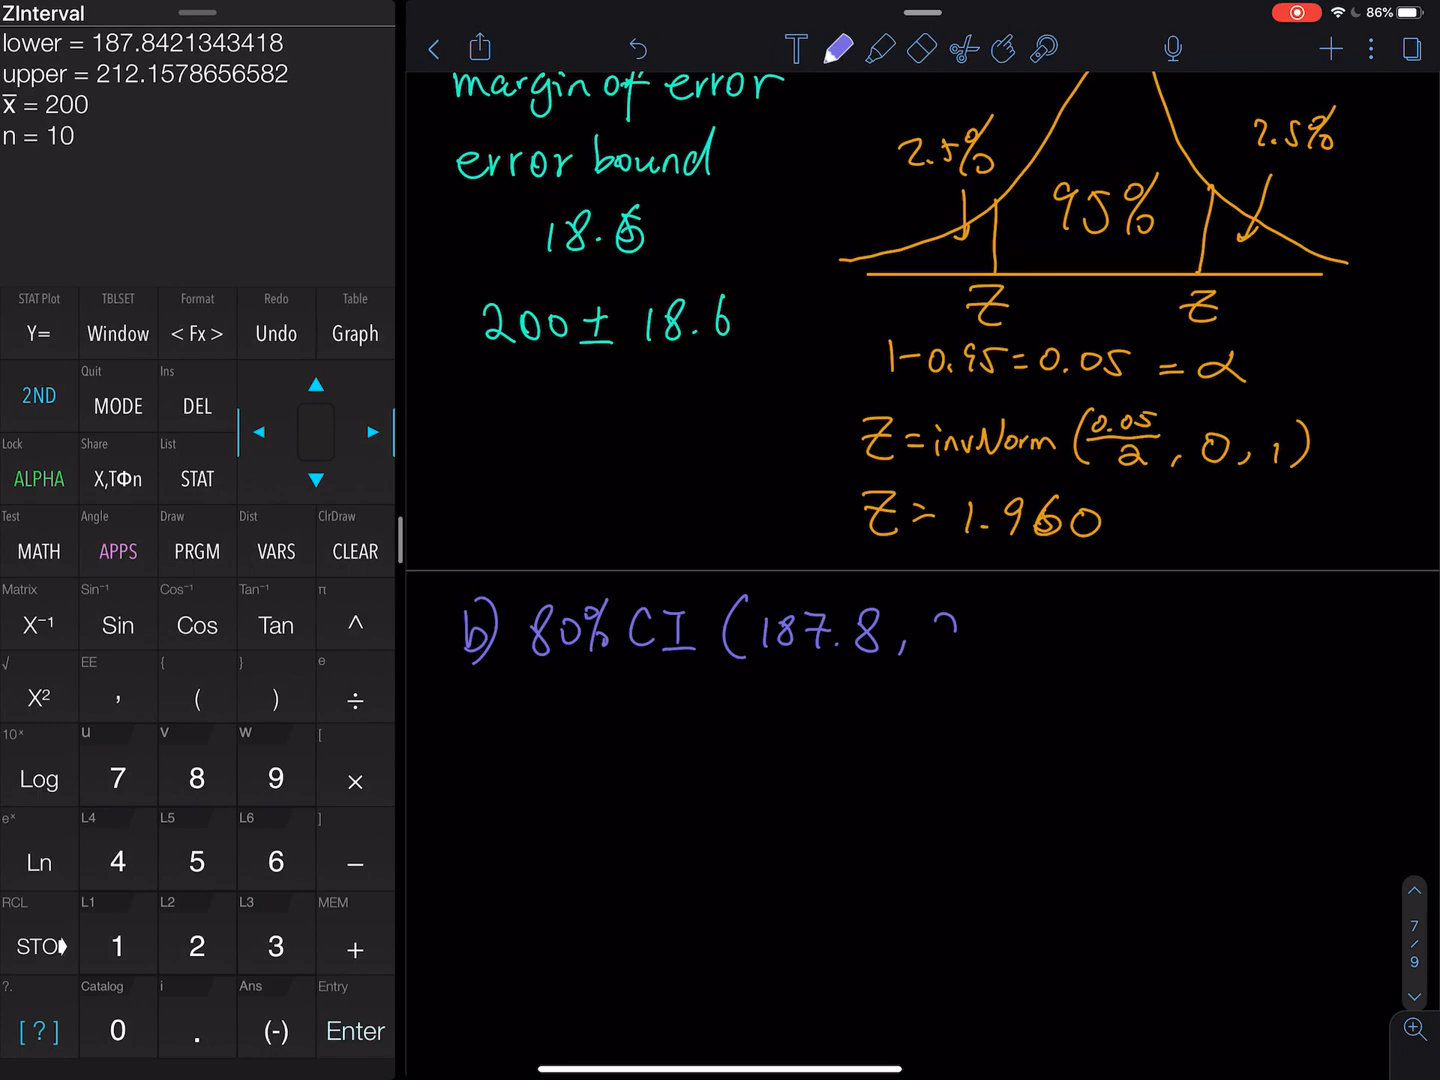 ZInterval
lower = 187.8421343418
upper = 212.1578656582
x̅ = 200
n = 10
86%
margin of error
error bound
18.6
200 ± 18.6
2.5%
95%
2.5%
Z Z
1-0.95=0.05 = α
Z = invNorm (0.05/2, 0, 1)
Z = 1.960
b) 80% CI (187.8,
7
/
9
STAT Plot TBLSET Format Redo Table
Y= Window < Fx > Undo Graph
Quit Ins
2ND MODE DEL
Lock Share List
ALPHA X,TΦn STAT
Test Angle Draw Dist ClrDraw
MATH APPS PRGM VARS CLEAR
Matrix Sin⁻¹ Cos⁻¹ Tan⁻¹ π
X⁻¹ Sin Cos Tan ^
√ EE { } e
X² , ( ) ÷
10ˣ u v w [
Log 7 8 9 ×
eˣ L4 L5 L6 ]
Ln 4 5 6 −
RCL L1 L2 L3 MEM
STO 1 2 3 +
?. Catalog i Ans Entry
[ ? ] 0 . (-) Enter
T